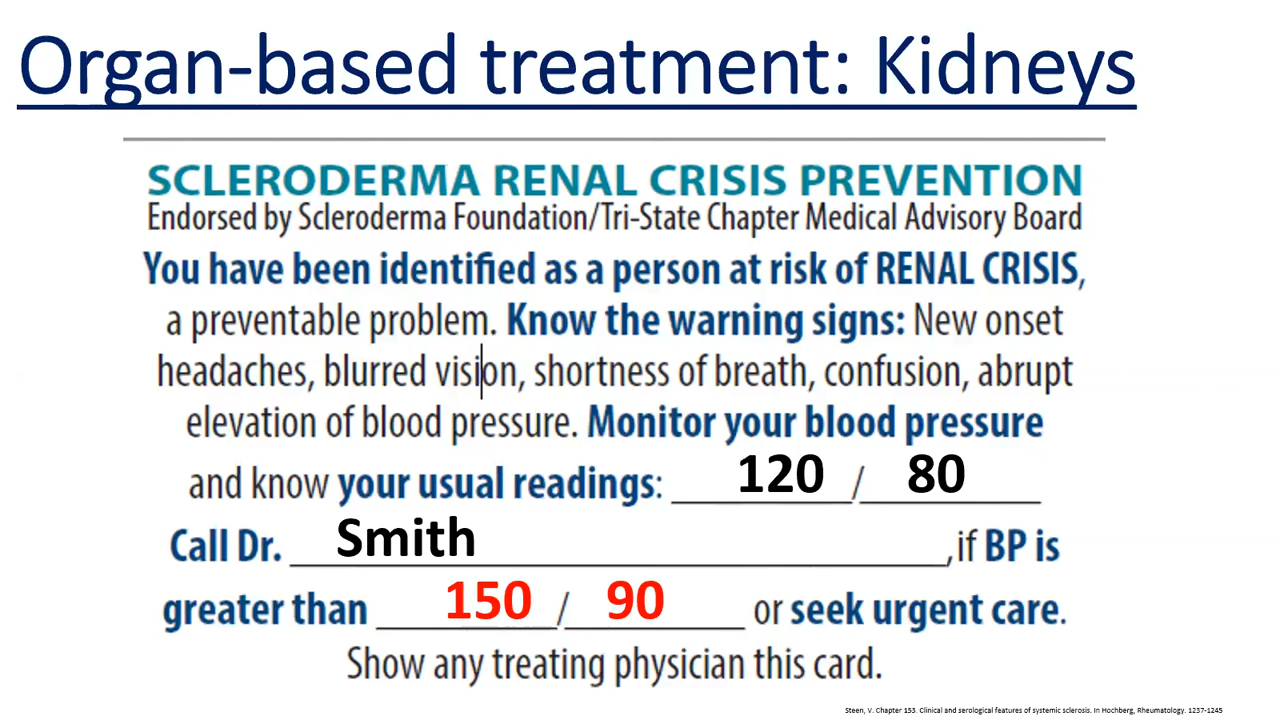 Organ-based treatment: Kidneys
SCLERODERMA RENAL CRISIS PREVENTION
Endorsed by Scleroderma Foundation/Tri-State Chapter Medical Advisory Board
You have been identified as a person at risk of RENAL CRISIS,
a preventable problem. Know the warning signs: New onset
headaches, blurred vision, shortness of breath, confusion, abrupt
elevation of blood pressure. Monitor your blood pressure
and know your usual readings: 120 / 80
Call Dr. Smith, if BP is
greater than 150 / 90 or seek urgent care.
Show any treating physician this card.
Steen, V. Chapter 153. Clinical and serological features of systemic sclerosis. In Hochberg, Rheumatology. 1237-1245